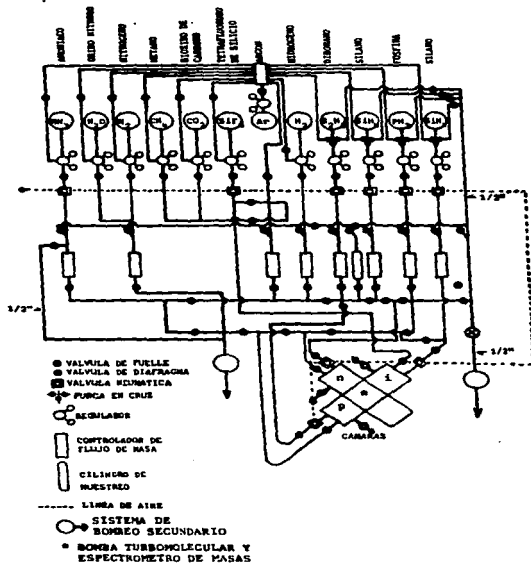 AMONIACO
OXIDO NITROSO
NITROGENO
METANO
DIOXIDO DE
CARBONO
TETRAFLUORURO
DE SILICIO
ARGON
HIDROGENO
DIBORANO
SILANO
FOSFINA
SILANO
NH₃
N₂O
N₂
CH₄
CO₂
SiF₄
Ar
H₂
B₂H₆
SiH₄
PH₃
SiH₄
1/2"
1/2"
1/2"
n
i
p
CAMARAS
VALVULA DE FUELLE
VALVULA DE DIAFRAGMA
VALVULA NEUMATICA
PURGA EN CRUZ
REGULADOR
CONTROLADOR DE
FLUJO DE MASA
CILINDRO DE
MUESTREO
LINEA DE AIRE
SISTEMA DE
BOMBEO SECUNDARIO
* BOMBA TURBOMOLECULAR Y
ESPECTROMETRO DE MASAS